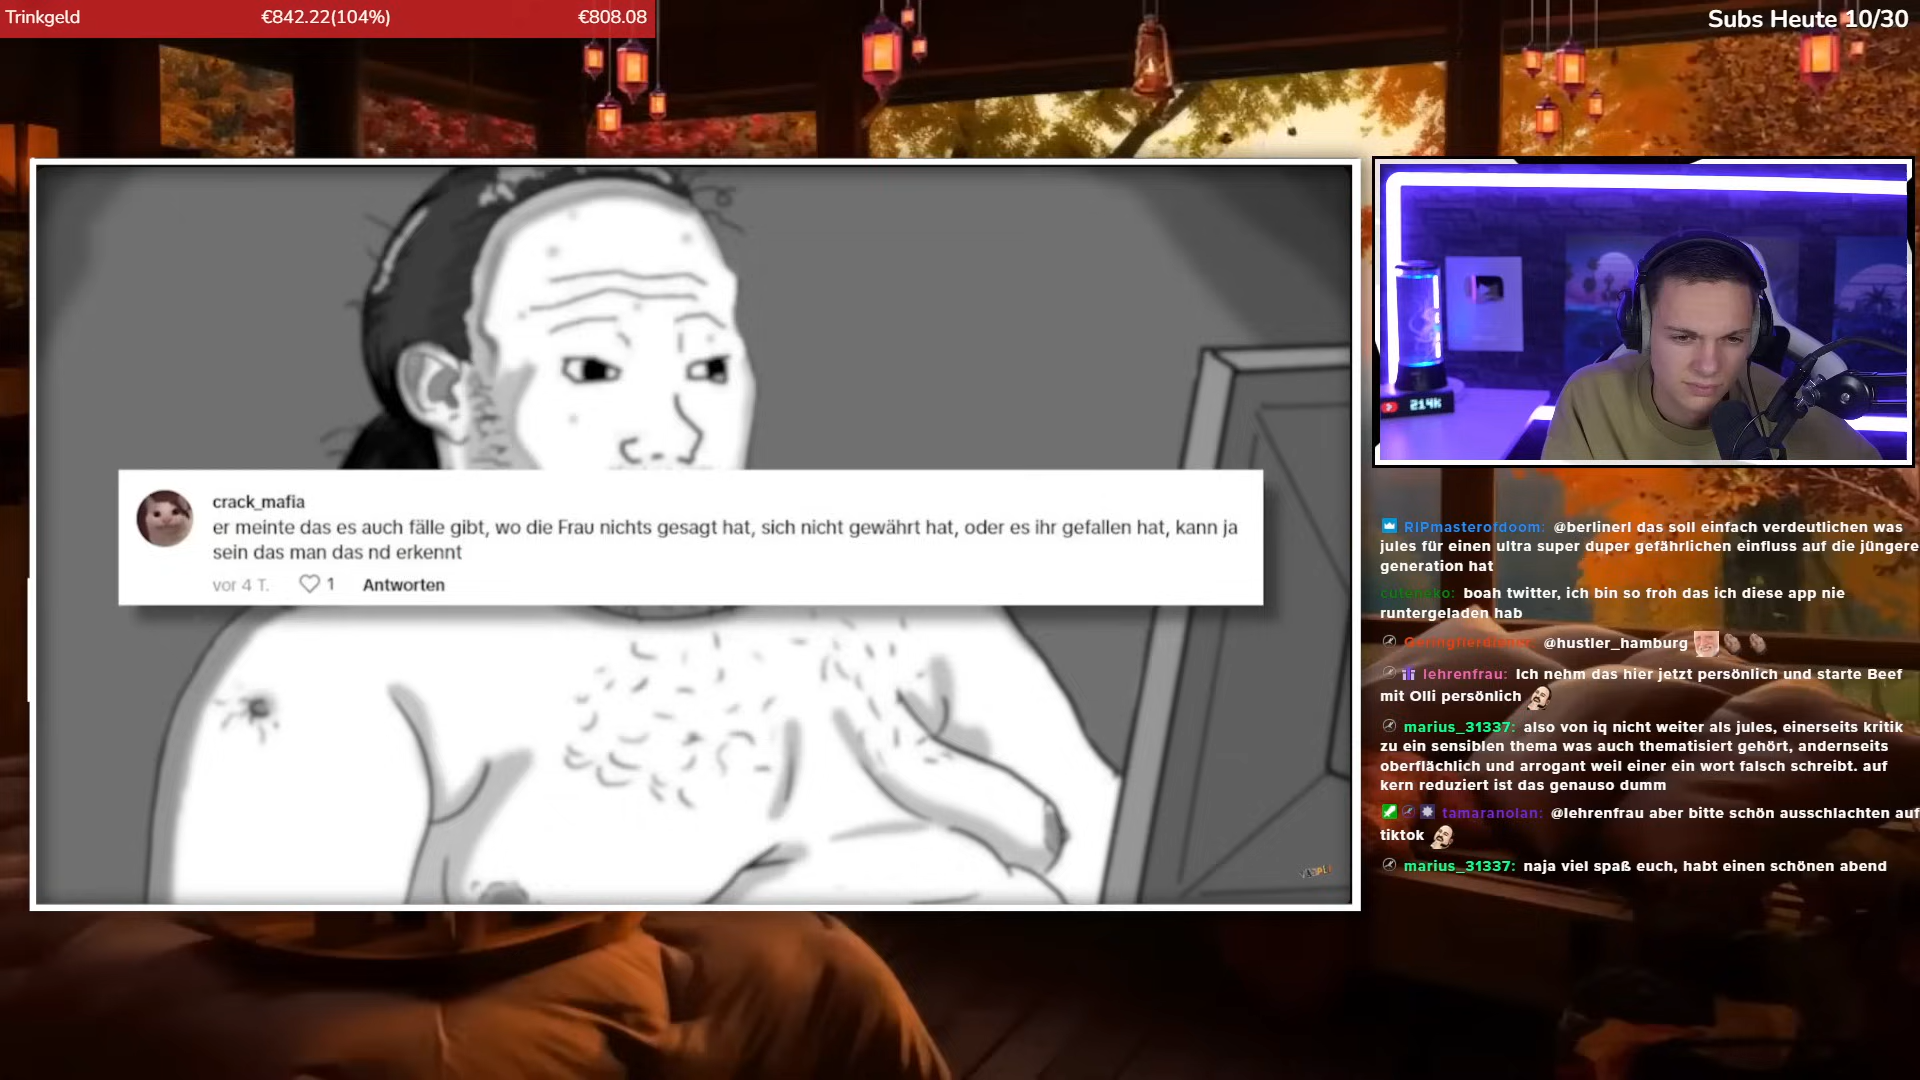 Trinkgeld €842.22(104%) €808.08
Subs Heute 10/30
crack_mafia
er meinte das es auch fälle gibt, wo die Frau nichts gesagt hat, sich nicht gewährt hat, oder es ihr gefallen hat, kann ja
sein das man das nd erkennt
vor 4 T. 1 Antworten
214K
RIPmasterofdoom: @berlinerl das soll einfach verdeutlichen was
jules für einen ultra super duper gefährlichen einfluss auf die jüngere
generation hat
cuteneko: boah twitter, ich bin so froh das ich diese app nie
runtergeladen hab
@hustler_hamburg
lehrenfrau: Ich nehm das hier jetzt persönlich und starte Beef
mit Olli persönlich
marius_31337: also von iq nicht weiter als jules, einerseits kritik
zu ein sensiblen thema was auch thematisiert gehört, andernseits
oberflächlich und arrogant weil einer ein wort falsch schreibt. auf
kern reduziert ist das genauso dumm
tamaranolan: @lehrenfrau aber bitte schön ausschlachten auf
tiktok
marius_31337: naja viel spaß euch, habt einen schönen abend